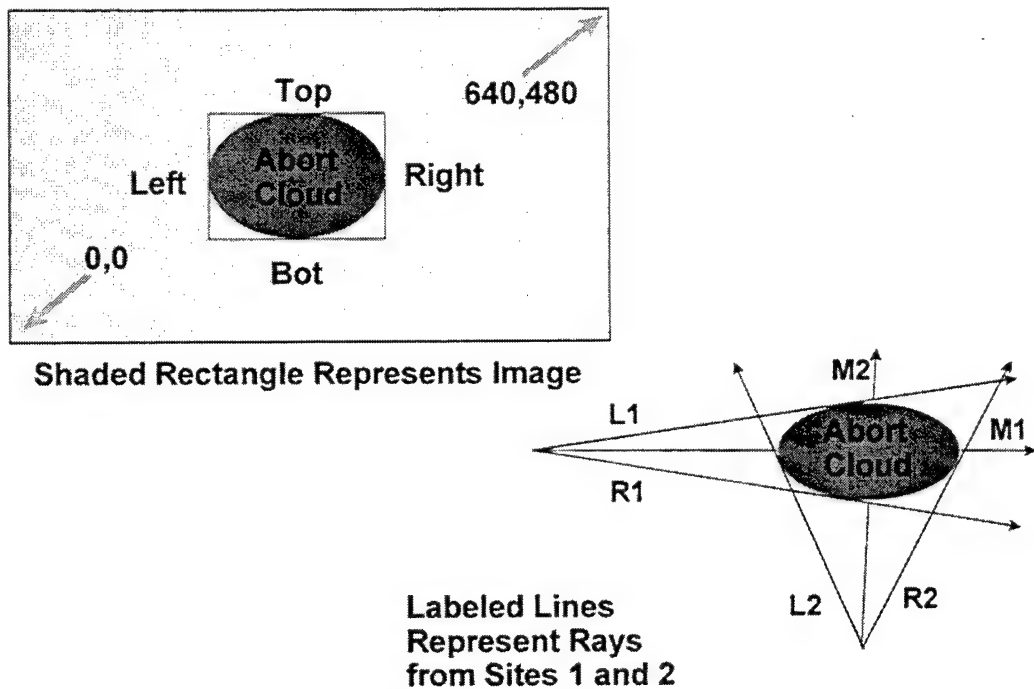 Top
640,480
Abort
Cloud
Left
Right
0,0
Bot
Shaded Rectangle Represents Image
M2
L1
Abort
Cloud
M1
R1
L2
R2
Labeled Lines
Represent Rays
from Sites 1 and 2